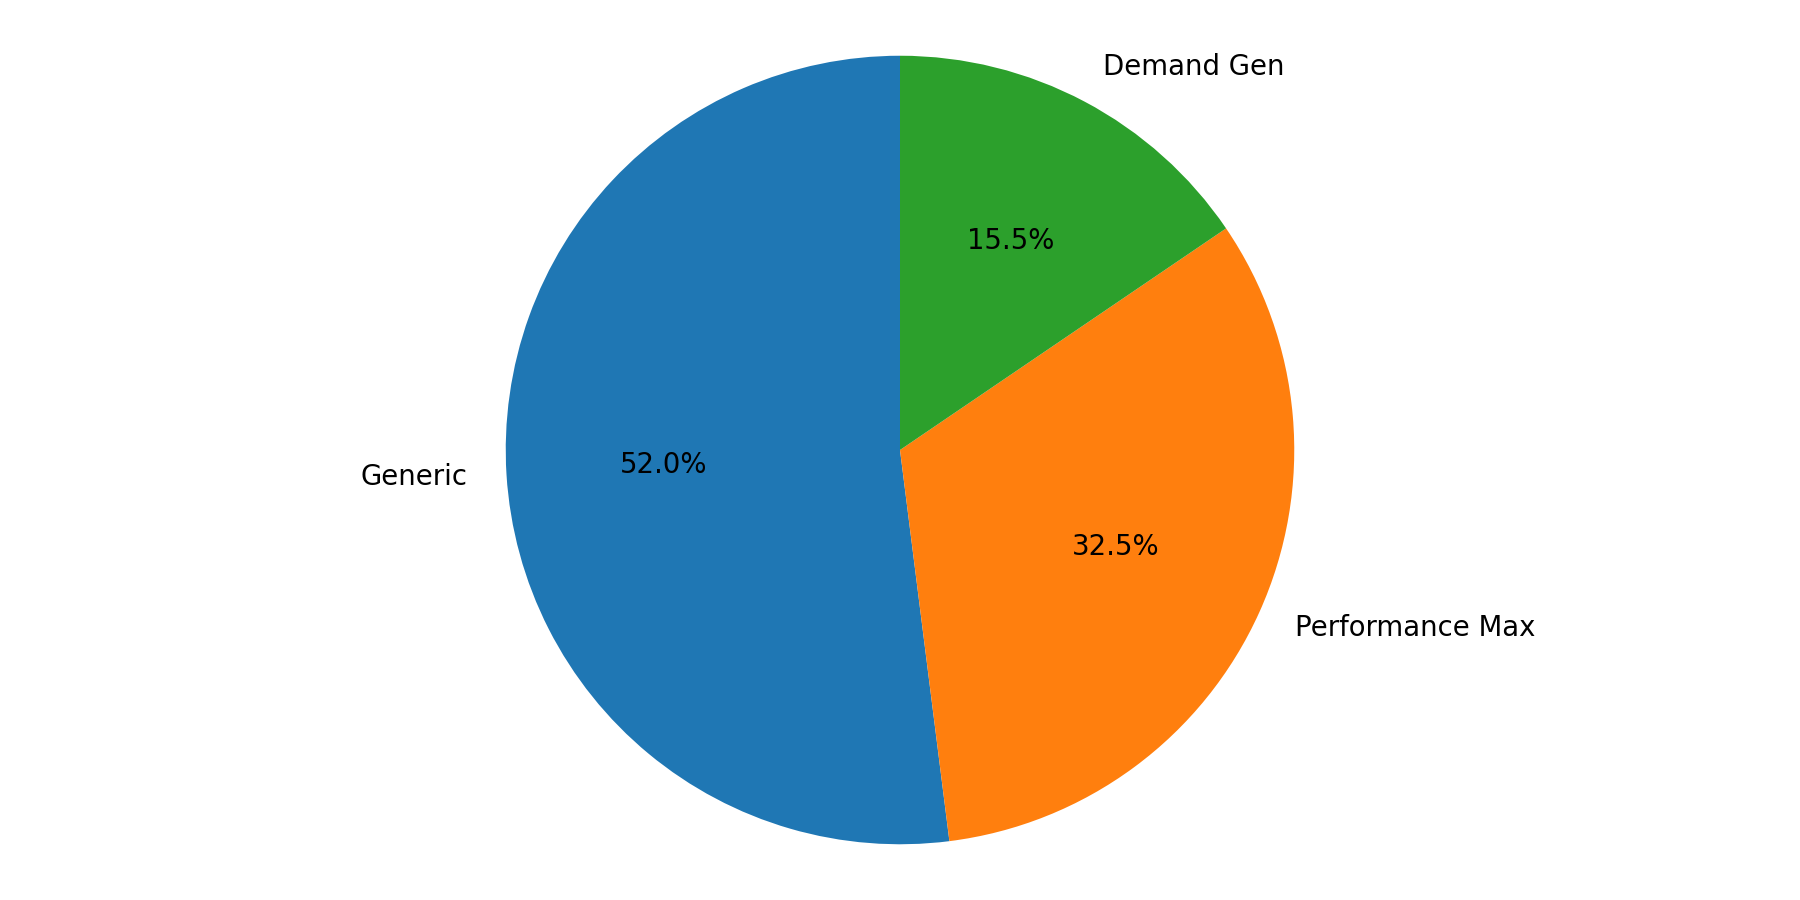 Demand Gen
15.5%
52.0%
Generic
32.5%
Performance Max